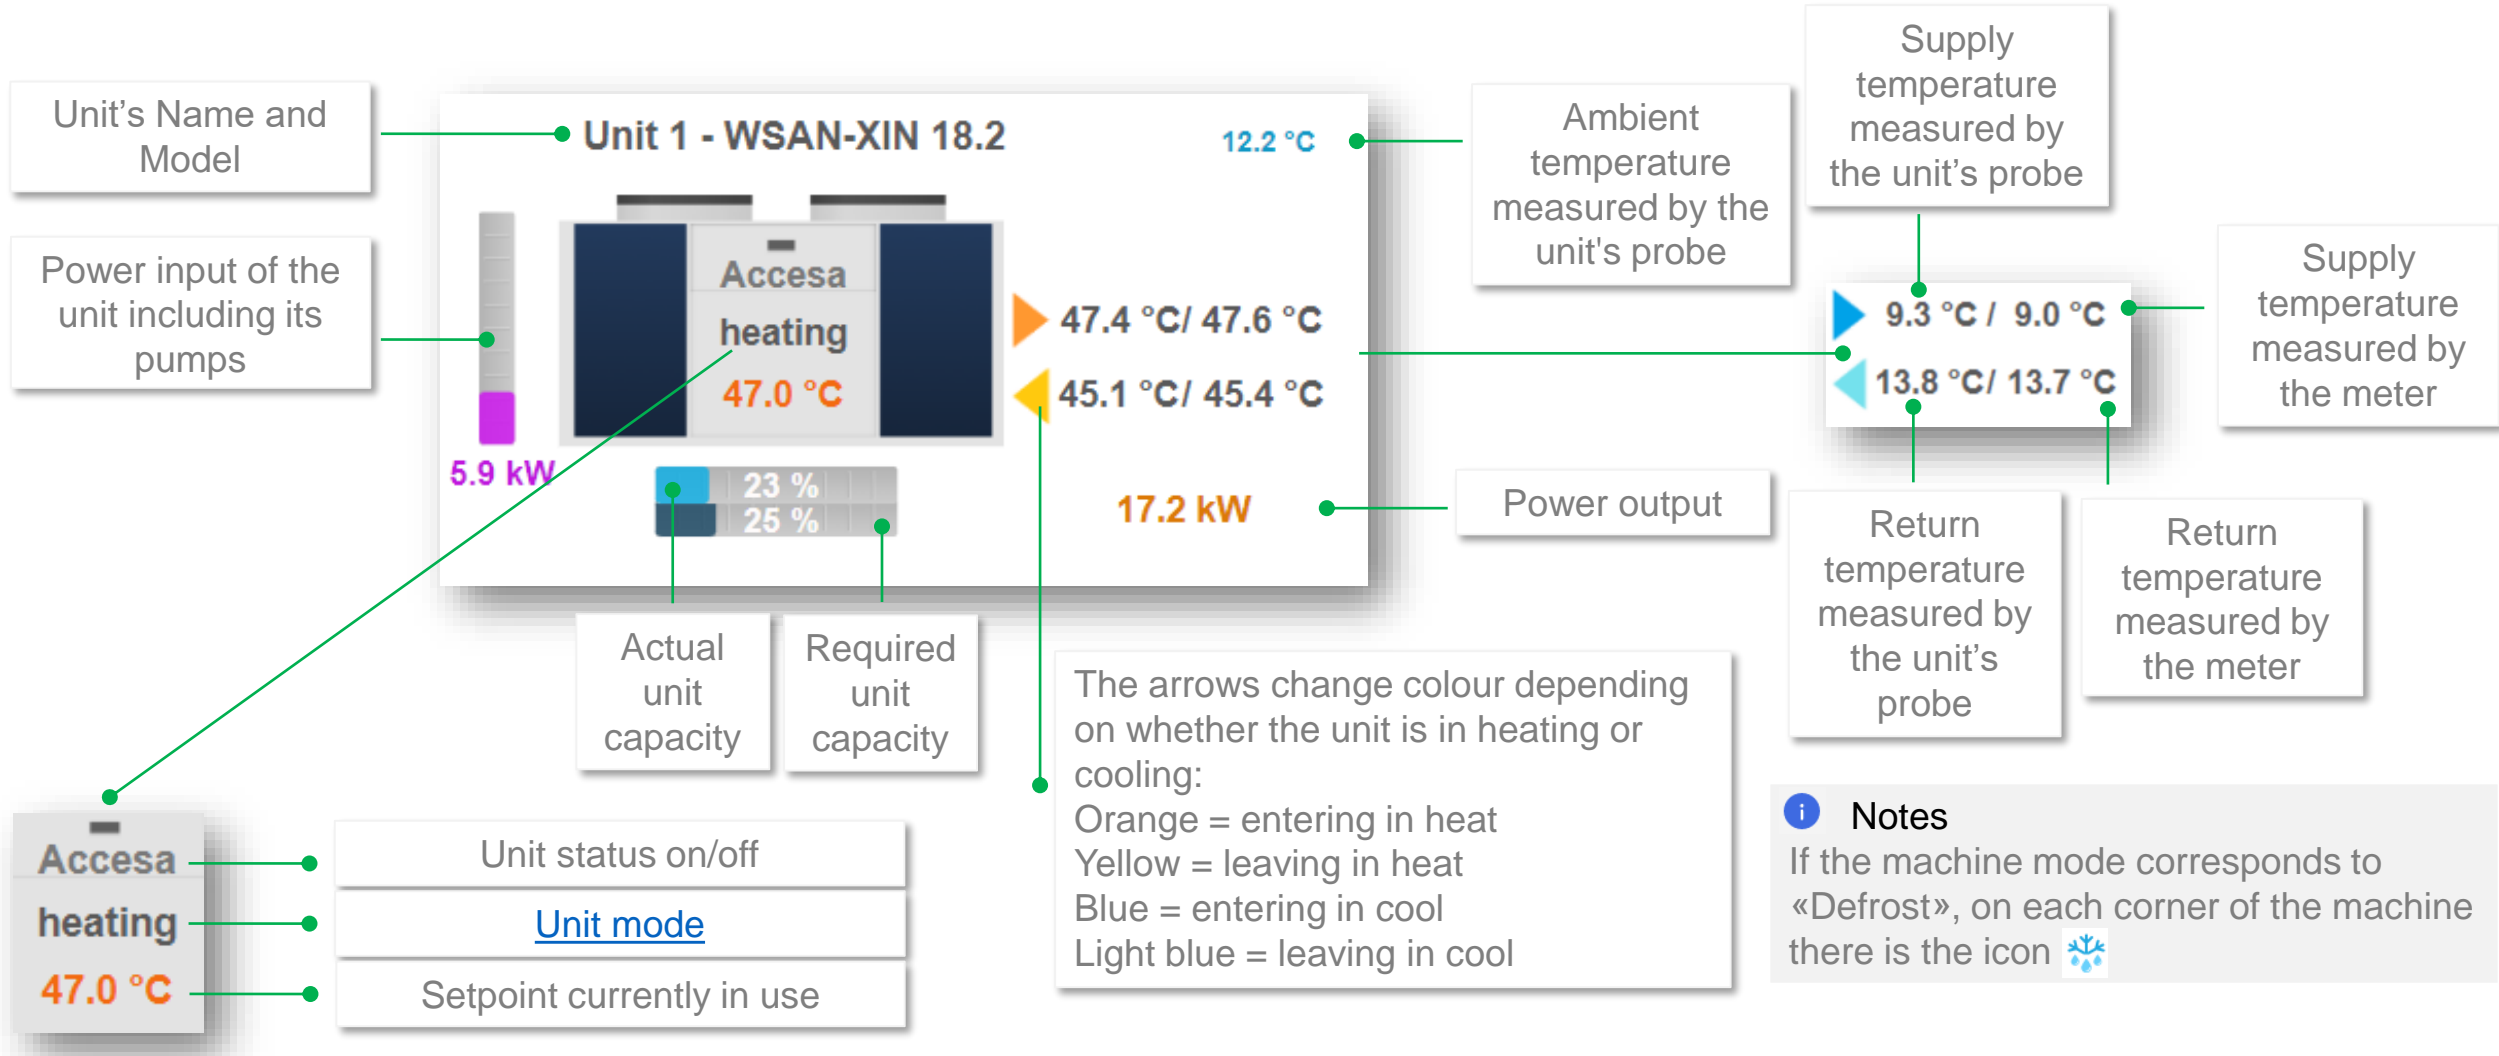 Unit's Name and
Model
Power input of the
unit including its
pumps
Unit 1 - WSAN-XIN 18.2
12.2 °C
Accesa
heating
47.0 °C
47.4 °C/ 47.6 °C
45.1 °C/ 45.4 °C
5.9 kW
23 %
25 %
17.2 kW
Ambient
temperature
measured by the
unit's probe
Supply
temperature
measured by
the unit's probe
Supply
temperature
measured by
the meter
9.3 °C / 9.0 °C
13.8 °C/ 13.7 °C
Power output
Return
temperature
measured by
the unit's
probe
Return
temperature
measured by
the meter
Actual
unit
capacity
Required
unit
capacity
The arrows change colour depending
on whether the unit is in heating or
cooling:
Orange = entering in heat
Yellow = leaving in heat
Blue = entering in cool
Light blue = leaving in cool
Accesa
heating
47.0 °C
Unit status on/off
Unit mode
Setpoint currently in use
i Notes
If the machine mode corresponds to
«Defrost», on each corner of the machine
there is the icon